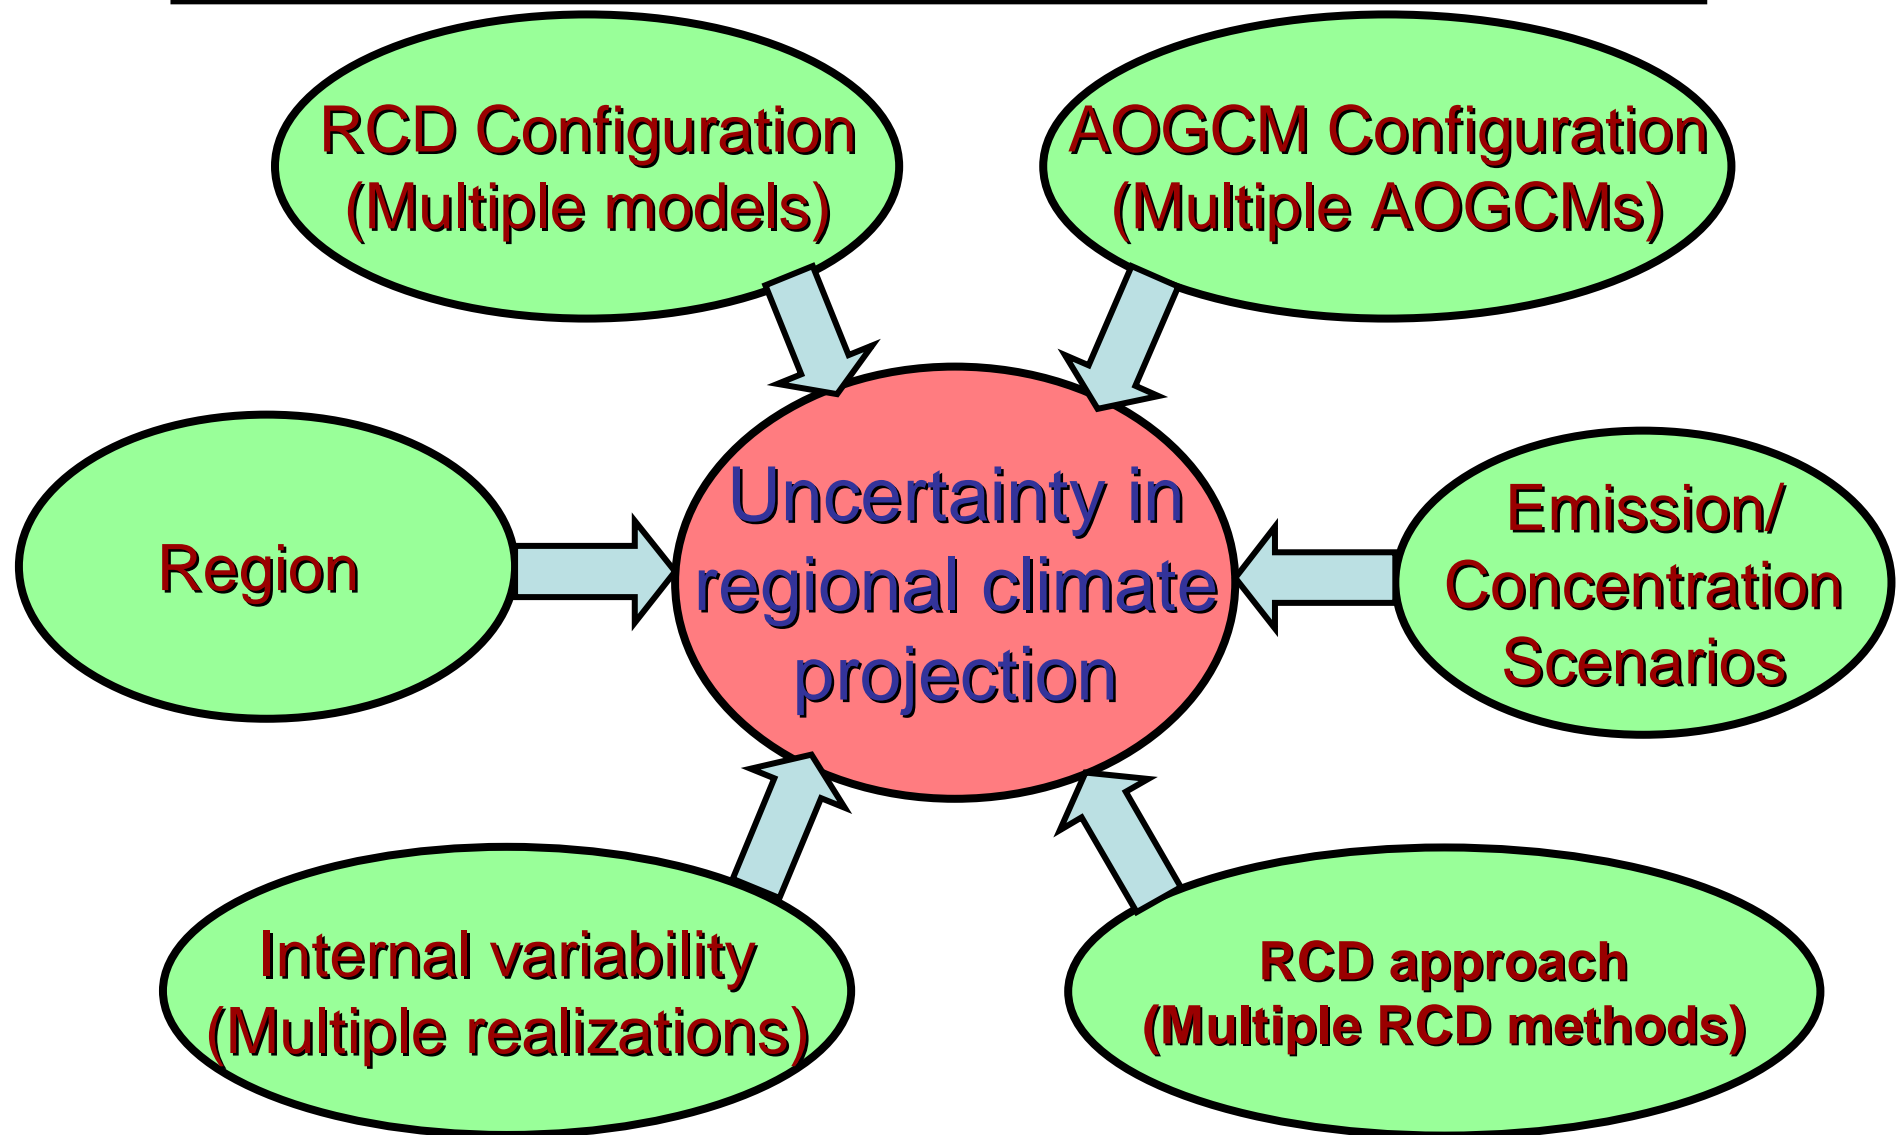 RCD Configuration
(Multiple models)
AOGCM Configuration
(Multiple AOGCMs)
Region
Uncertainty in
regional climate
projection
Emission/
Concentration
Scenarios
Internal variability
(Multiple realizations)
RCD approach
(Multiple RCD methods)